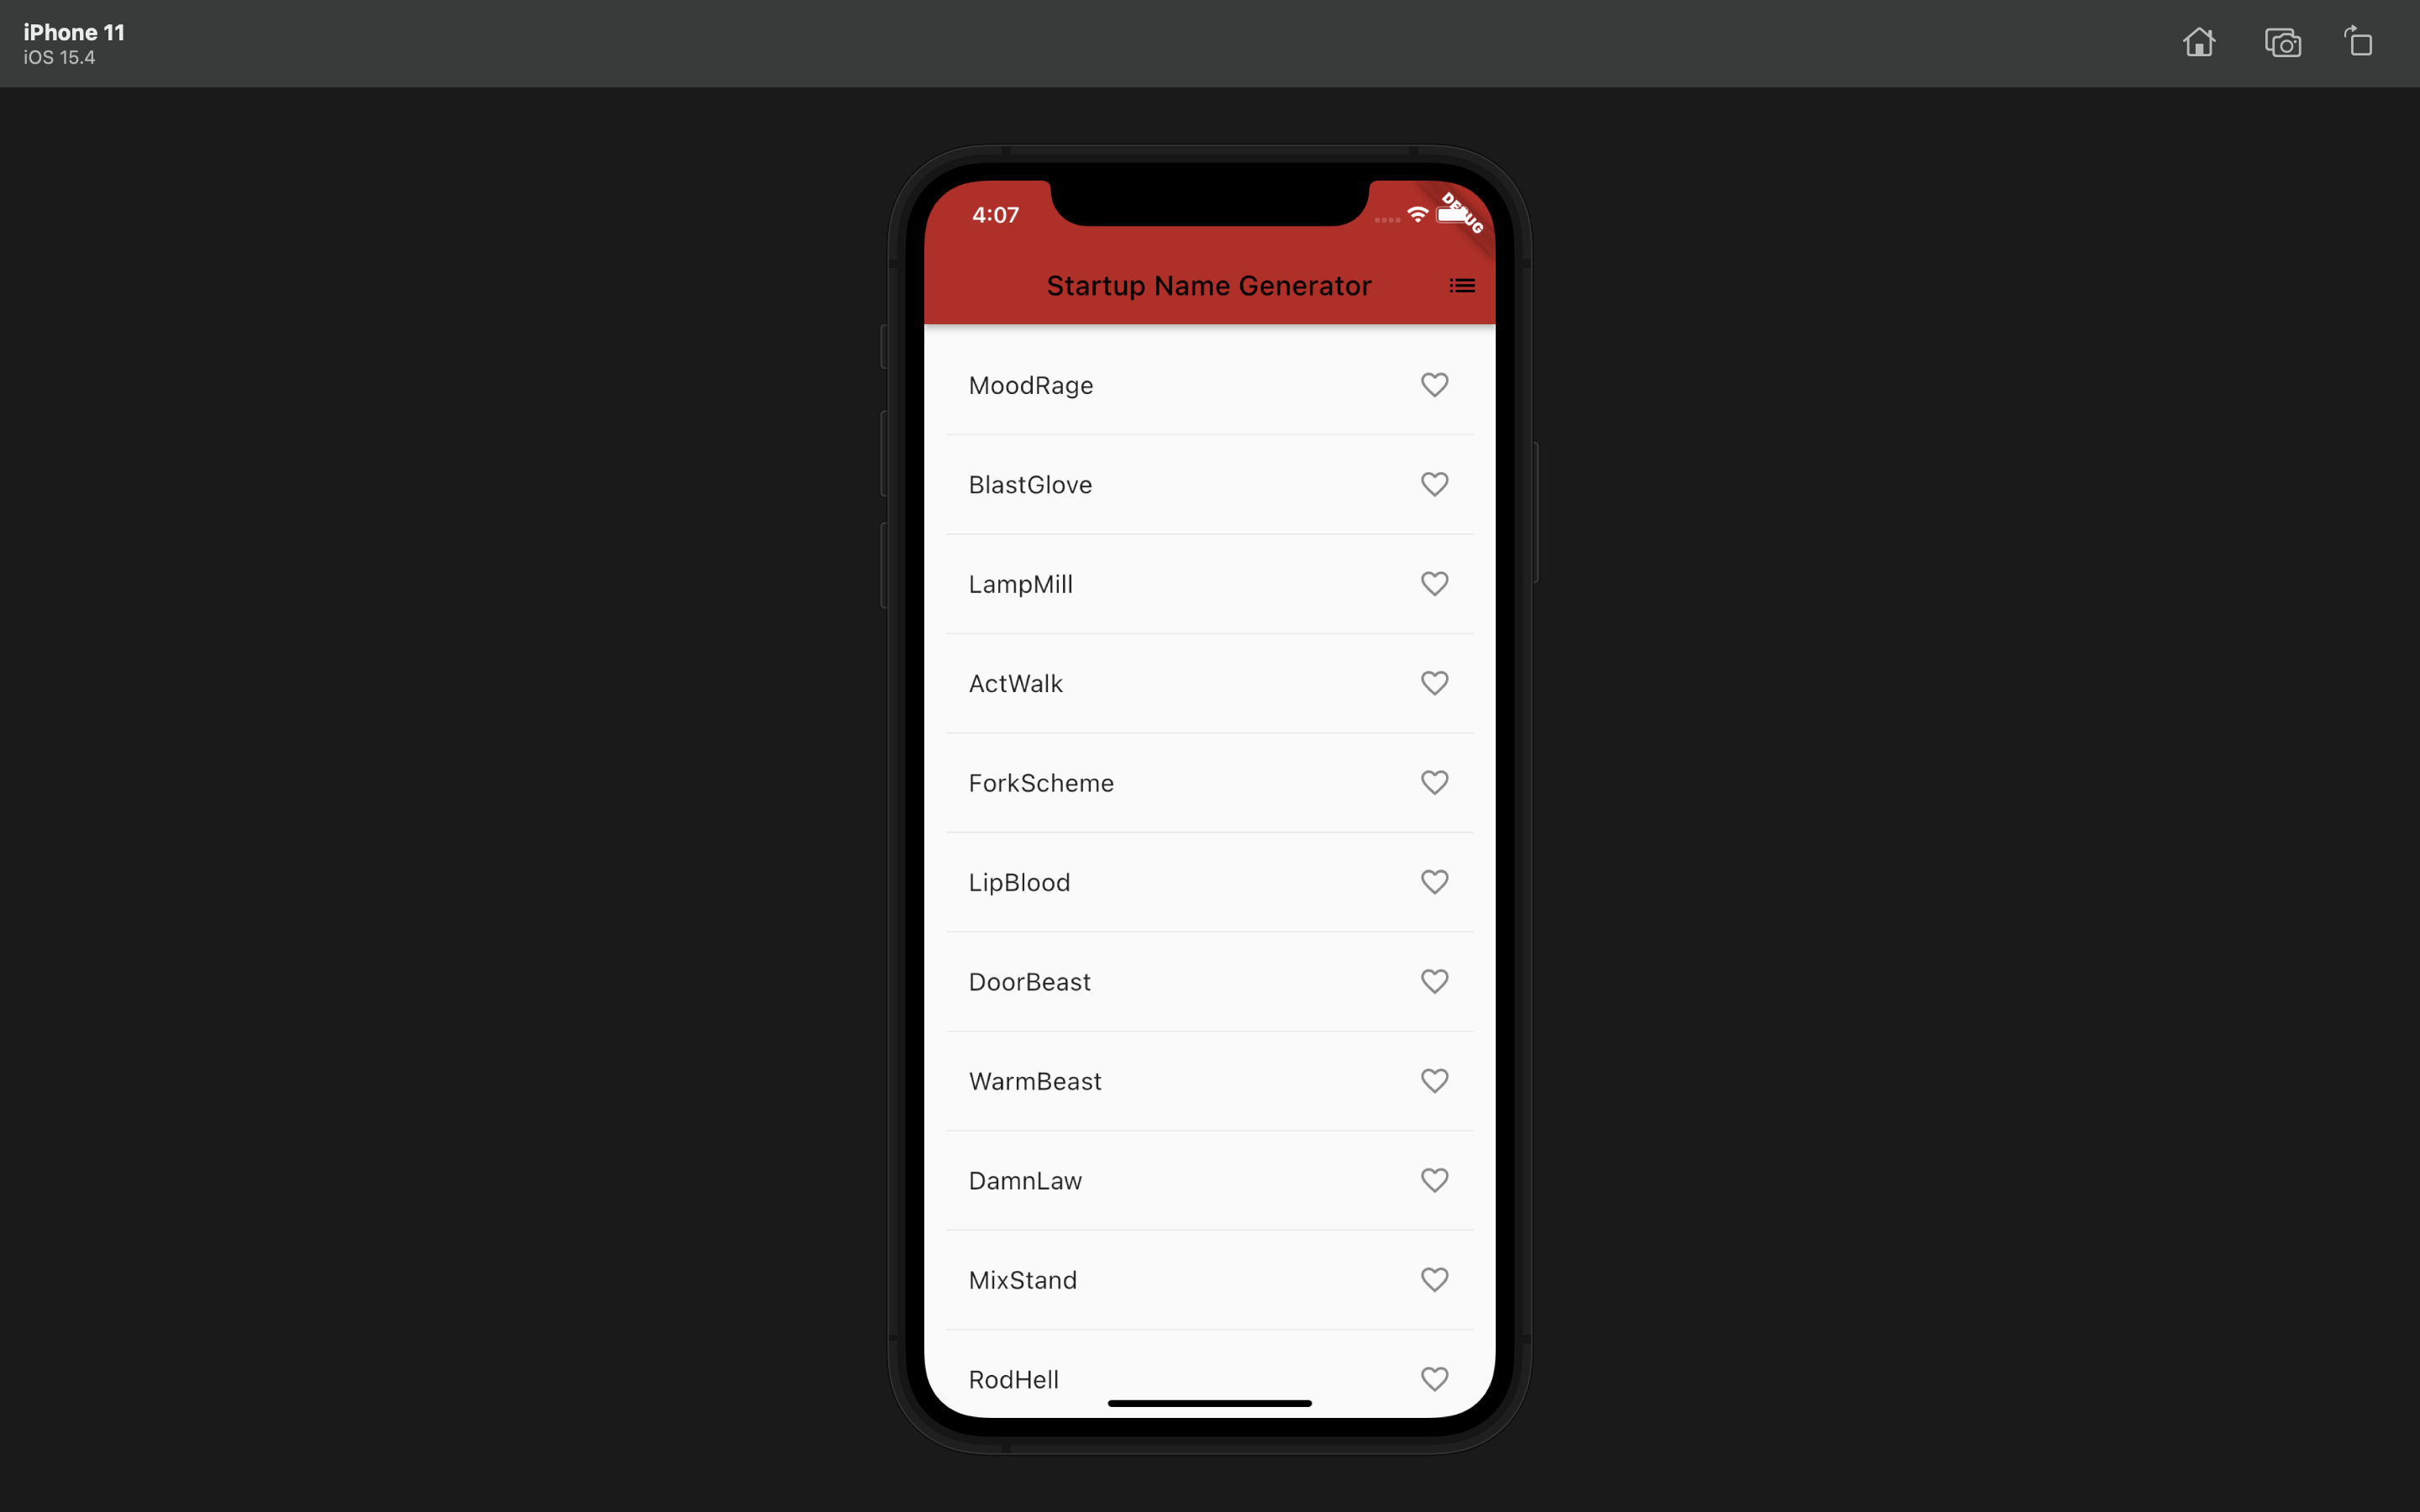 iPhone 11
iOS 15.4
4:07
DEBUG
Startup Name Generator
MoodRage
BlastGlove
LampMill
ActWalk
ForkScheme
LipBlood
DoorBeast
WarmBeast
DamnLaw
MixStand
RodHell